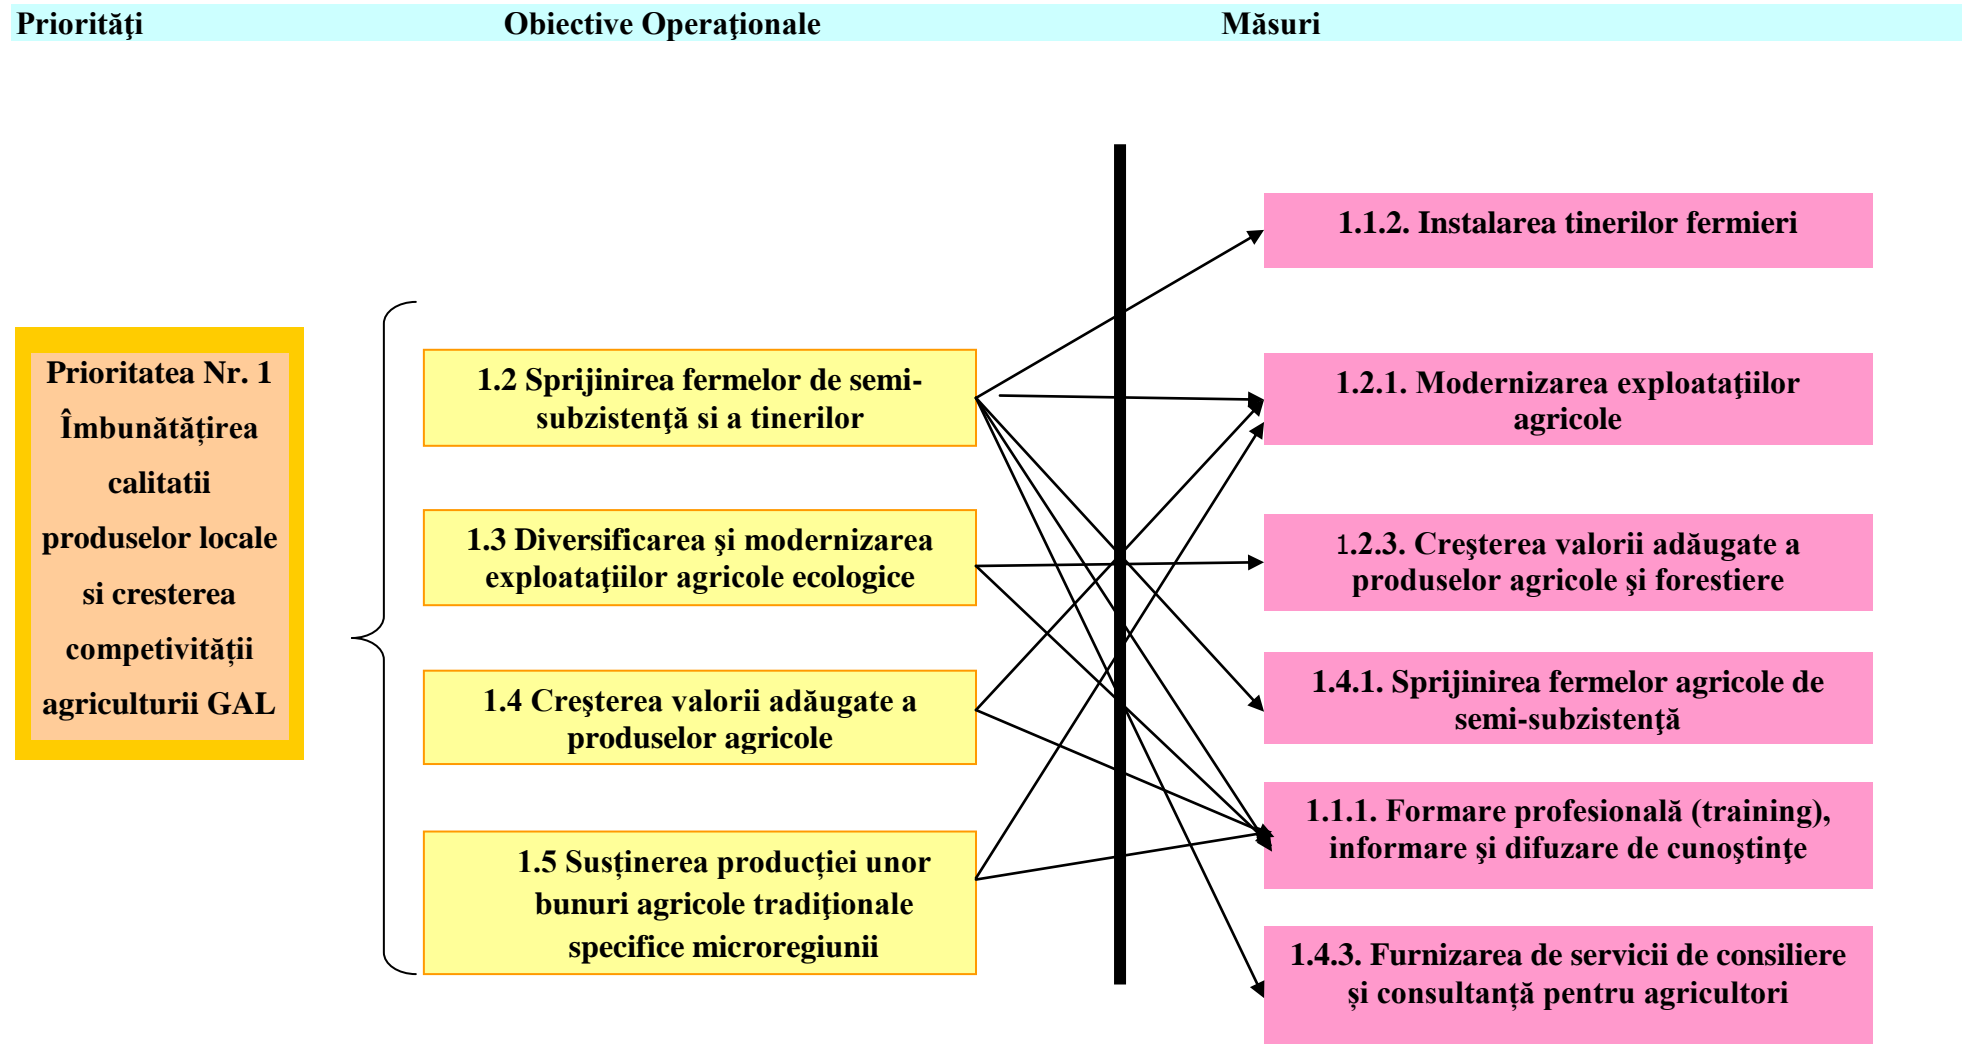 Priorităţi Obiective Operaţionale Măsuri
Prioritatea Nr. 1
Îmbunătățirea
calitatii
produselor locale
si cresterea
competivității
agriculturii GAL
1.2 Sprijinirea fermelor de semi-
subzistenţă si a tinerilor
1.3 Diversificarea şi modernizarea
exploataţiilor agricole ecologice
1.4 Creşterea valorii adăugate a
produselor agricole
1.5 Susținerea producției unor
bunuri agricole tradiţionale
specifice microregiunii
1.1.2. Instalarea tinerilor fermieri
1.2.1. Modernizarea exploataţiilor
agricole
1.2.3. Creşterea valorii adăugate a
produselor agricole şi forestiere
1.4.1. Sprijinirea fermelor agricole de
semi-subzistenţă
1.1.1. Formare profesională (training),
informare şi difuzare de cunoştinţe
1.4.3. Furnizarea de servicii de consiliere
și consultanță pentru agricultori